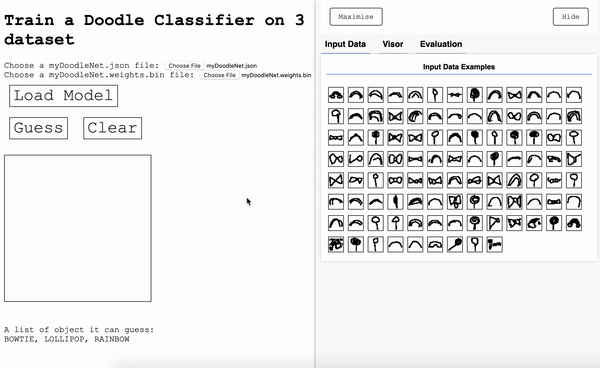 Train a Doodle Classifier on 3
dataset
Choose a myDoodleNet.json file: Choose File myDoodleNet.json
Choose a myDoodleNet.weights.bin file: Choose File myDoodleNet.weights.bin
Load Model
Guess Clear
A list of object it can guess:
BOWTIE, LOLLIPOP, RAINBOW
Maximise Hide
Input Data Visor Evaluation
Input Data Examples